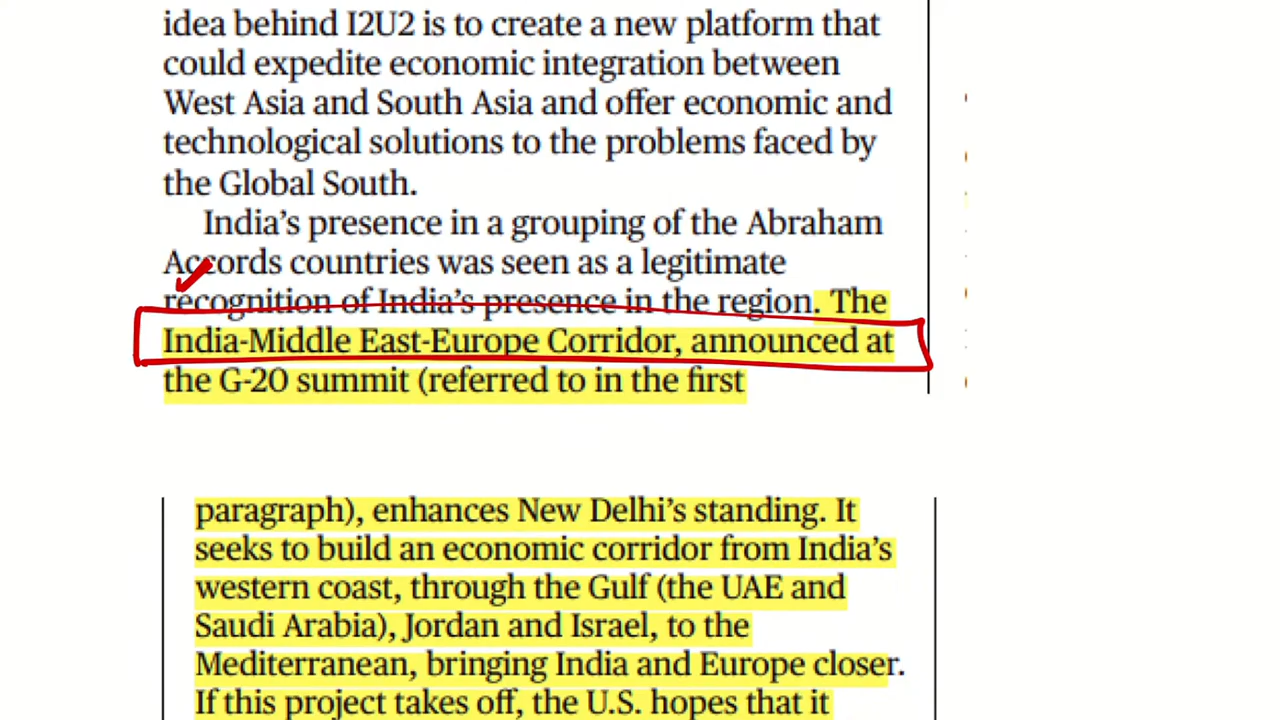 idea behind I2U2 is to create a new platform that
could expedite economic integration between
West Asia and South Asia and offer economic and
technological solutions to the problems faced by
the Global South.
India's presence in a grouping of the Abraham
Accords countries was seen as a legitimate
recognition of India's presence in the region. The
India-Middle East-Europe Corridor, announced at
the G-20 summit (referred to in the first
paragraph), enhances New Delhi's standing. It
seeks to build an economic corridor from India's
western coast, through the Gulf (the UAE and
Saudi Arabia), Jordan and Israel, to the
Mediterranean, bringing India and Europe closer.
If this project takes off, the U.S. hopes that it